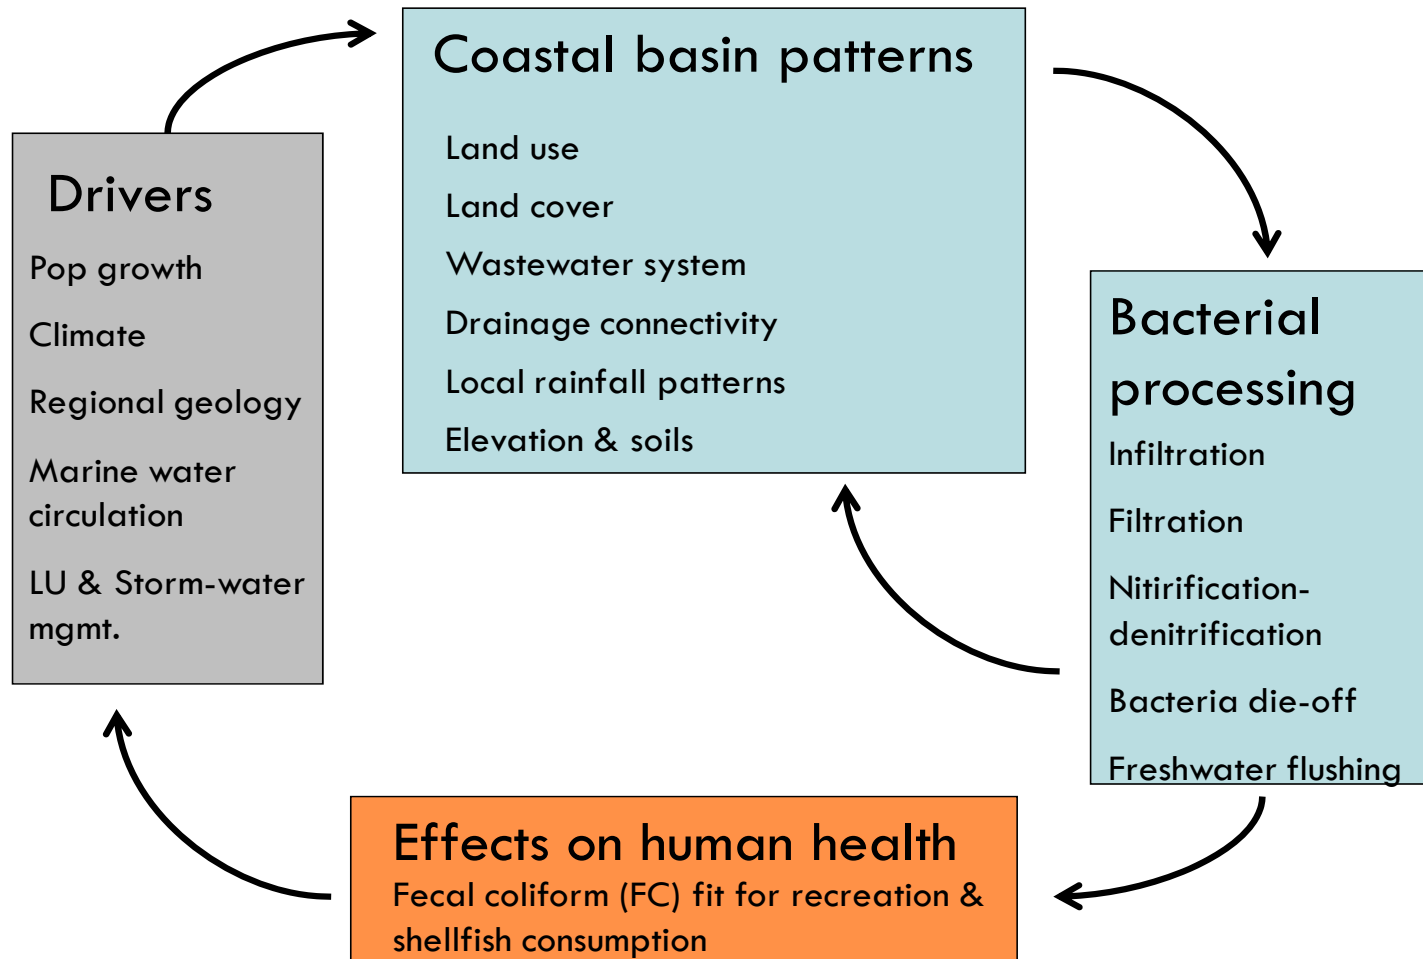 Coastal basin patterns
Land use
Land cover
Wastewater system
Drainage connectivity
Local rainfall patterns
Elevation & soils
Drivers
Pop growth
Climate
Regional geology
Marine water
circulation
LU & Storm-water
mgmt.
Bacterial
processing
Infiltration
Filtration
Nitirification-
denitrification
Bacteria die-off
Freshwater flushing
Effects on human health
Fecal coliform (FC) fit for recreation &
shellfish consumption